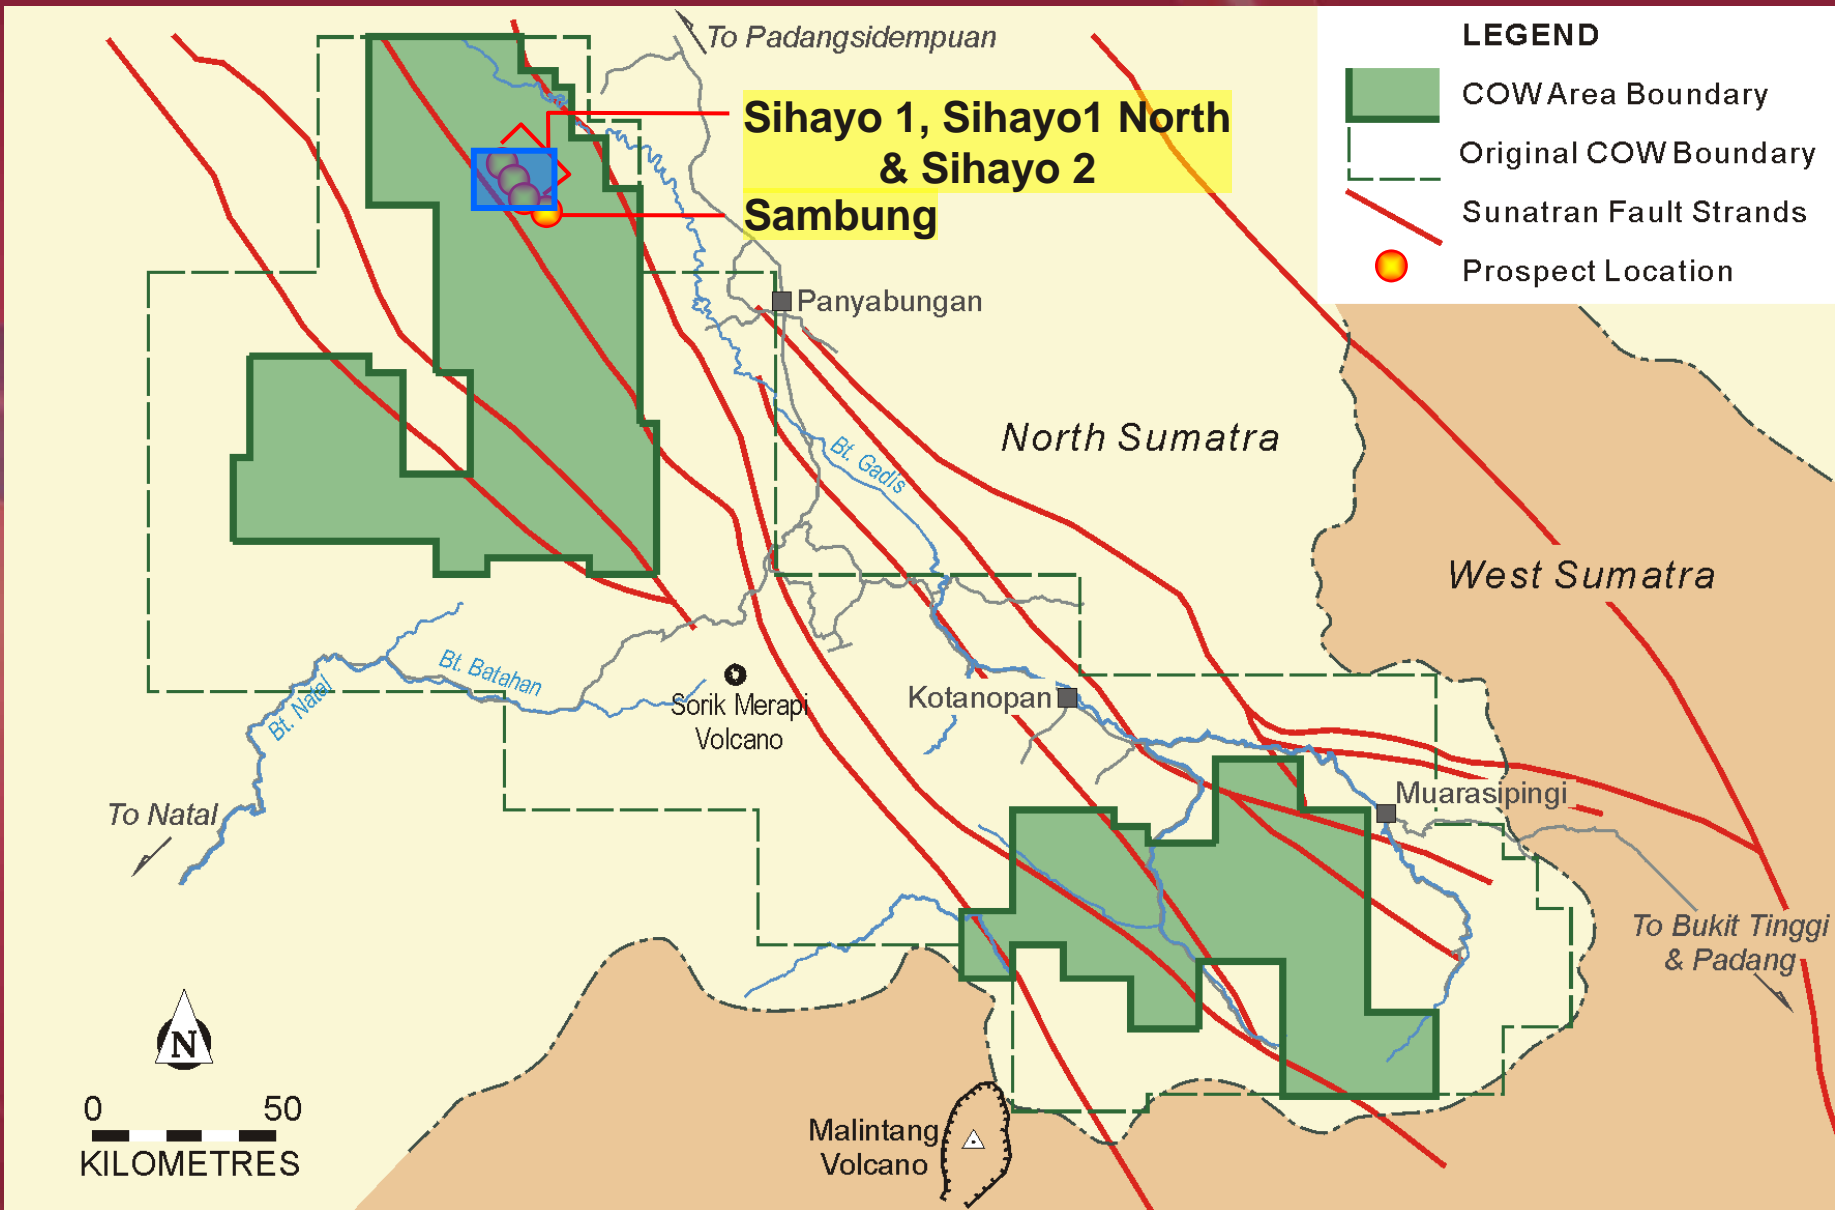 To Padangsidempuan
LEGEND
COW Area Boundary
Original COW Boundary
Sunatran Fault Strands
Prospect Location
Sihayo 1, Sihayo1 North
& Sihayo 2
Sambung
Panyabungan
North Sumatra
Bt. Gadis
West Sumatra
Bt. Batahan
Bt. Natal
Sorik Merapi
Volcano
Kotanopan
Muarasipingi
To Natal
To Bukit Tinggi
& Padang
N
0 50
KILOMETRES
Malintang
Volcano